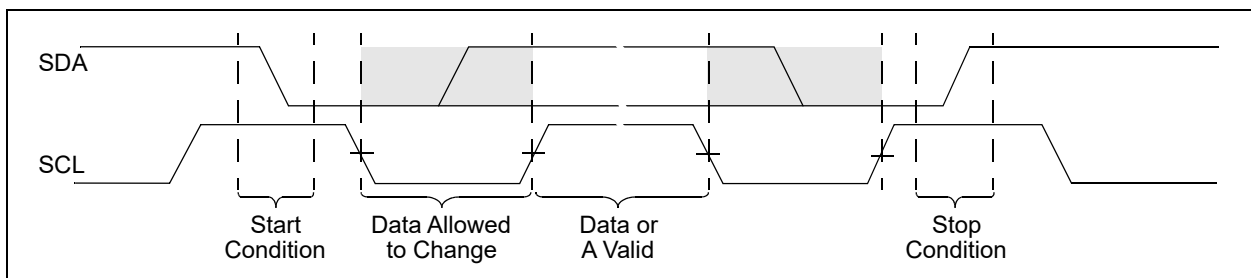 SDA
SCL
Start
Condition
Data Allowed
to Change
Data or
A Valid
Stop
Condition